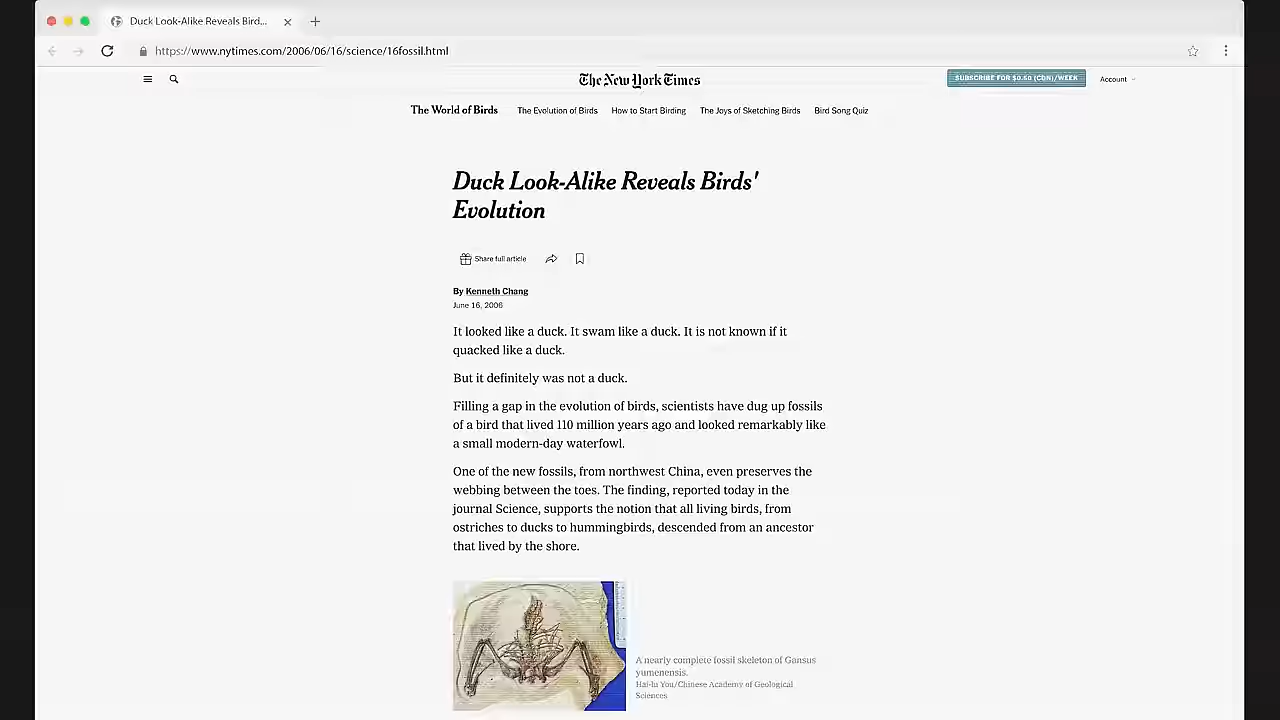 Duck Look-Alike Reveals Bird...
https://www.nytimes.com/2006/06/16/science/16fossil.html
The New York Times
SUBSCRIBE FOR $0.50 (CDN)/WEEK
Account
The World of Birds The Evolution of Birds How to Start Birding The Joys of Sketching Birds Bird Song Quiz
Duck Look-Alike Reveals Birds'
Evolution
Share full article
By Kenneth Chang
June 16, 2006
It looked like a duck. It swam like a duck. It is not known if it
quacked like a duck.
But it definitely was not a duck.
Filling a gap in the evolution of birds, scientists have dug up fossils
of a bird that lived 110 million years ago and looked remarkably like
a small modern-day waterfowl.
One of the new fossils, from northwest China, even preserves the
webbing between the toes. The finding, reported today in the
journal Science, supports the notion that all living birds, from
ostriches to ducks to hummingbirds, descended from an ancestor
that lived by the shore.
A nearly complete fossil skeleton of Gansus
yumenensis.
Hai-lu You/Chinese Academy of Geological
Sciences